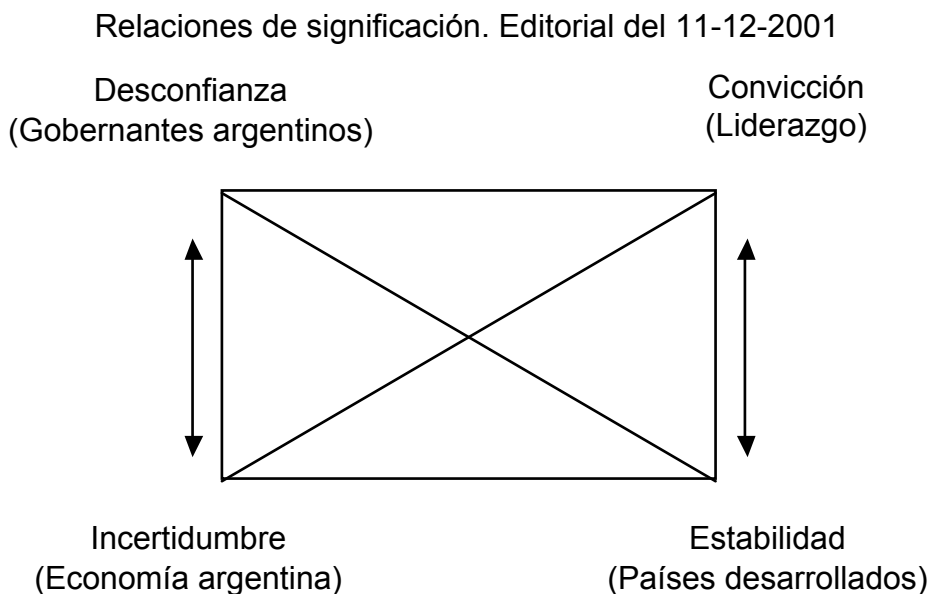 Relaciones de significación. Editorial del 11-12-2001
Desconfianza
(Gobernantes argentinos)
Convicción
(Liderazgo)
Incertidumbre
(Economía argentina)
Estabilidad
(Países desarrollados)